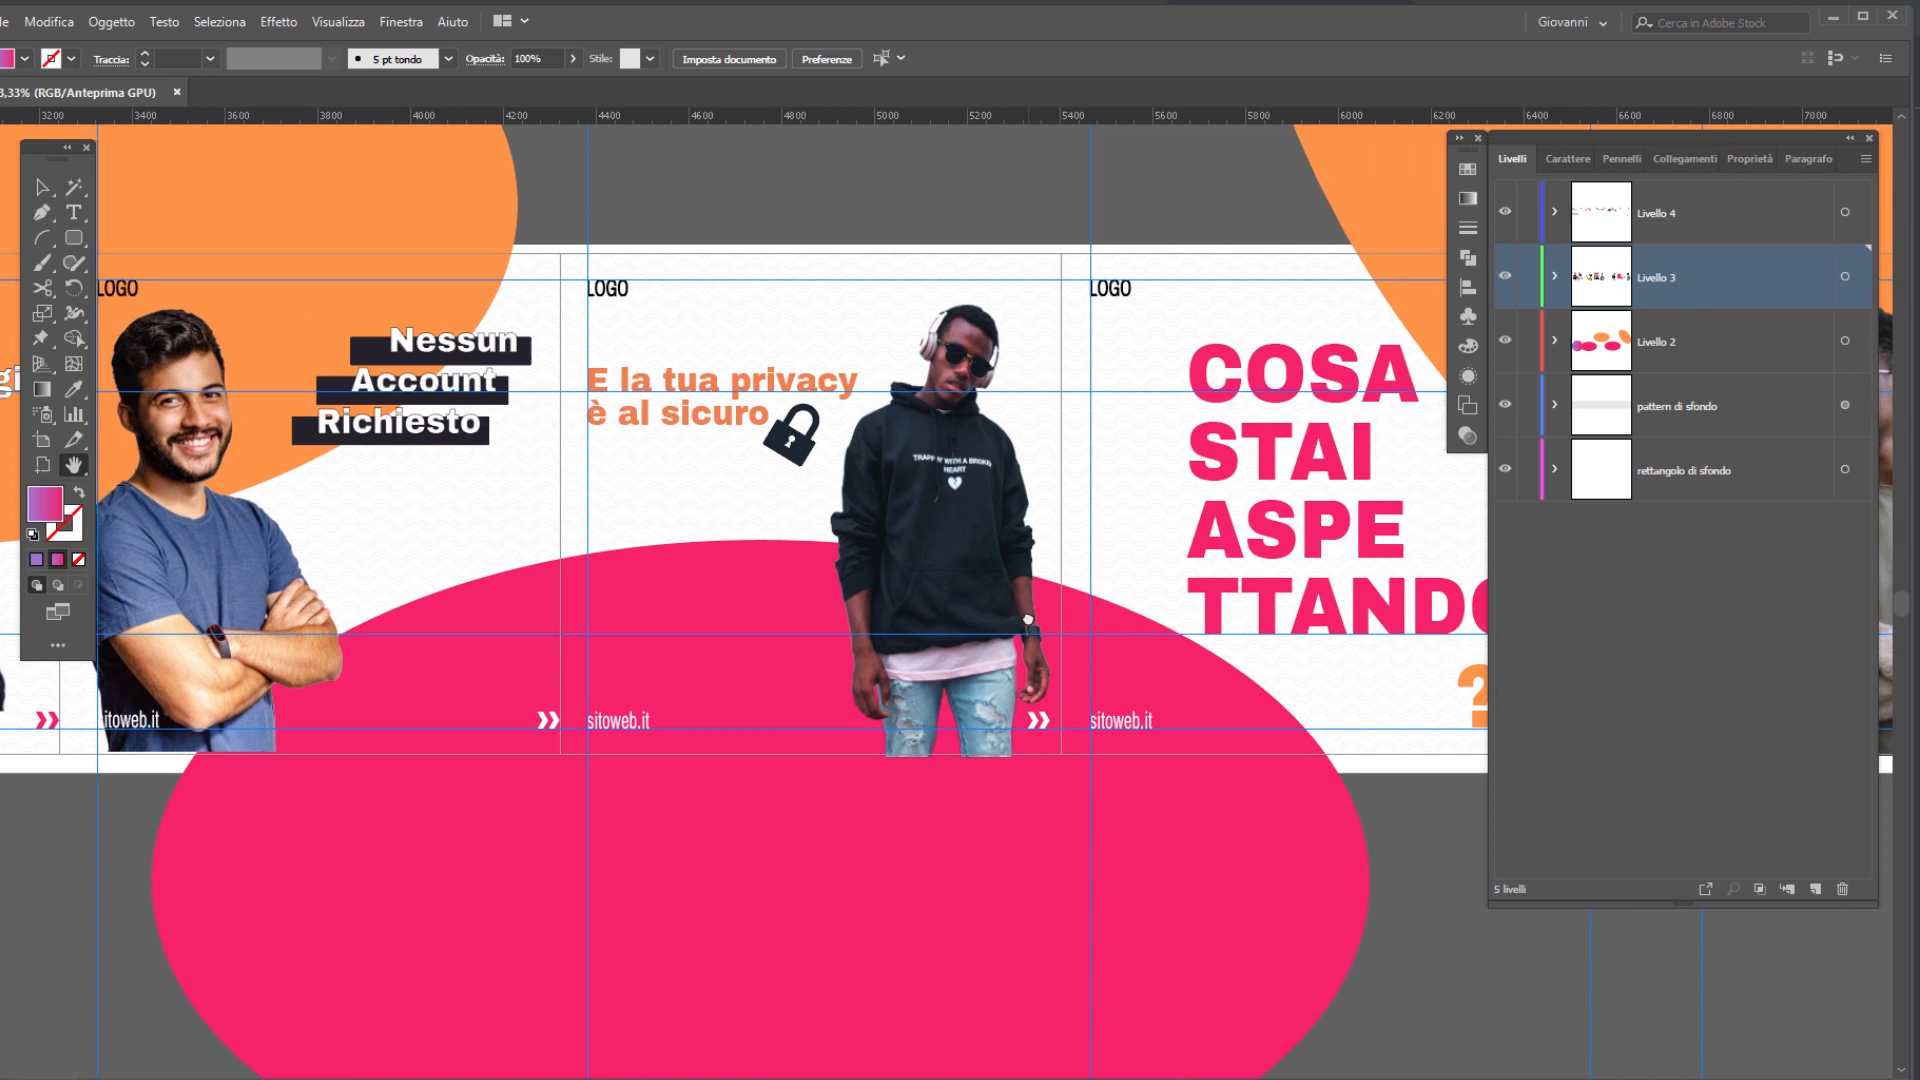 Modifica Oggetto Testo Seleziona Effetto Visualizza Finestra Aiuto
Giovanni
Cerca in Adobe Stock
Traccia:
5 pt tondo
Opacità: 100%
Stile:
Imposta documento
Preferenze
3,33% (RGB/Anteprima GPU)
3200 3400 3600 3800 4000 4200 4400 4600 4800 5000 5200 5400 5600 5800 6000 6200 6400 6600 6800 7000
Livelli Carattere Pennelli Collegamenti Proprietà Paragrafo
Livello 4
Livello 3
Livello 2
pattern di sfondo
rettangolo di sfondo
5 livelli
LOGO
Nessun
Account
Richiesto
sitoweb.it
LOGO
E la tua privacy
è al sicuro
TRAPP WITH A BROKEN
HEART
sitoweb.it
LOGO
COSA
STAI
ASPE
TTANDO
?
sitoweb.it